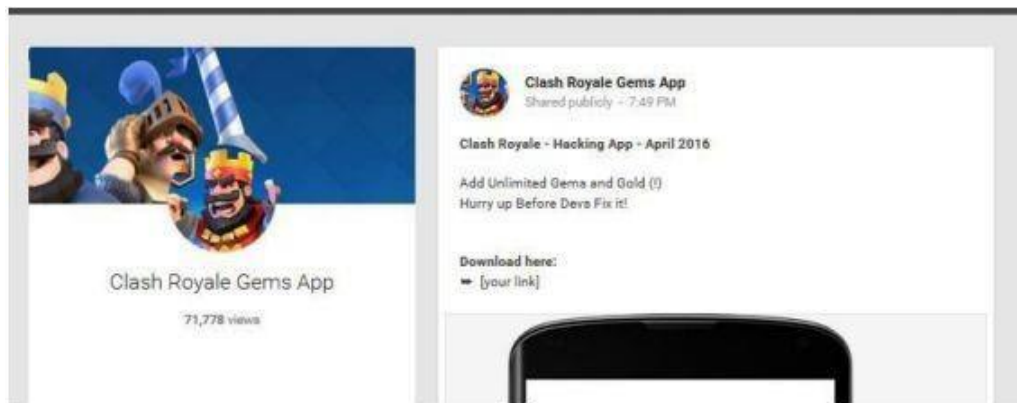 Clash Royale Gems App
71,778 views
Clash Royale Gems App
Shared publicly - 7:49 PM
Clash Royale - Hacking App - April 2016
Add Unlimited Gems and Gold (!)
Hurry up Before Devs Fix it!
Download here:
➥ [your link]